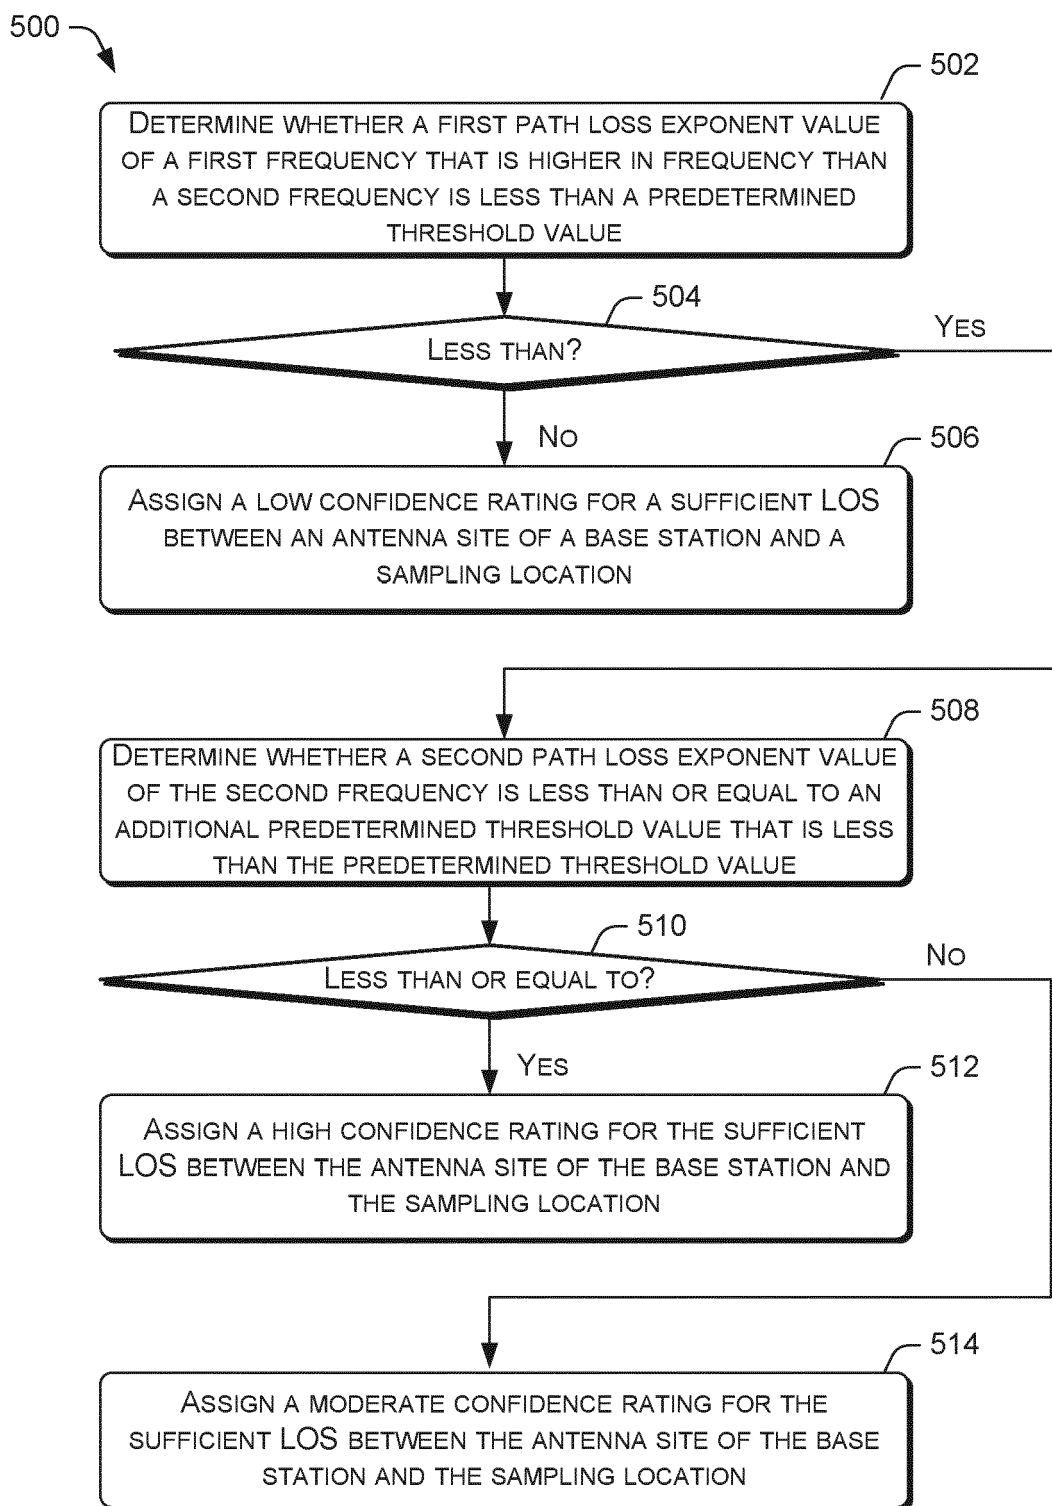 500
502
DETERMINE WHETHER A FIRST PATH LOSS EXPONENT VALUE
OF A FIRST FREQUENCY THAT IS HIGHER IN FREQUENCY THAN
A SECOND FREQUENCY IS LESS THAN A PREDETERMINED
THRESHOLD VALUE
504
LESS THAN?
YES
NO
506
ASSIGN A LOW CONFIDENCE RATING FOR A SUFFICIENT LOS
BETWEEN AN ANTENNA SITE OF A BASE STATION AND A
SAMPLING LOCATION
508
DETERMINE WHETHER A SECOND PATH LOSS EXPONENT VALUE
OF THE SECOND FREQUENCY IS LESS THAN OR EQUAL TO AN
ADDITIONAL PREDETERMINED THRESHOLD VALUE THAT IS LESS
THAN THE PREDETERMINED THRESHOLD VALUE
510
LESS THAN OR EQUAL TO?
NO
YES
512
ASSIGN A HIGH CONFIDENCE RATING FOR THE SUFFICIENT
LOS BETWEEN THE ANTENNA SITE OF THE BASE STATION AND
THE SAMPLING LOCATION
514
ASSIGN A MODERATE CONFIDENCE RATING FOR THE
SUFFICIENT LOS BETWEEN THE ANTENNA SITE OF THE BASE
STATION AND THE SAMPLING LOCATION